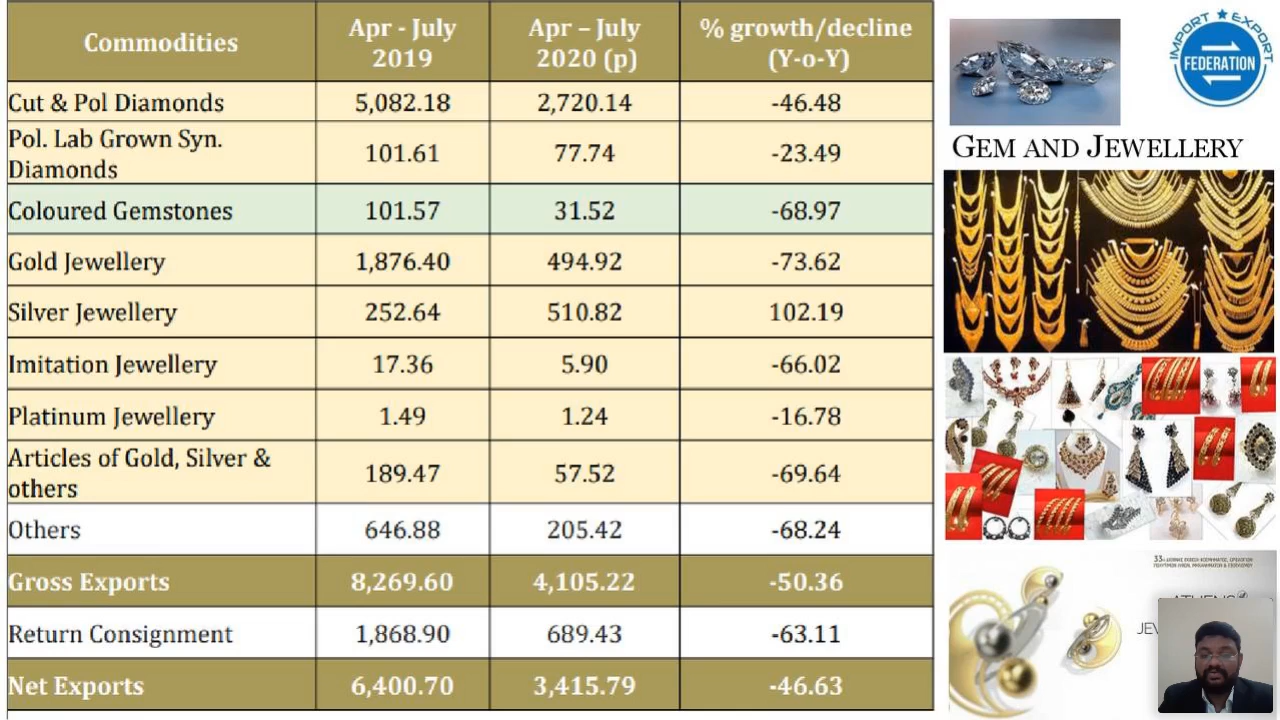 Commodities
Apr - July
2019
Apr – July
2020 (p)
% growth/decline
(Y-o-Y)
Cut & Pol Diamonds
5,082.18
2,720.14
-46.48
Pol. Lab Grown Syn.
Diamonds
101.61
77.74
-23.49
Coloured Gemstones
101.57
31.52
-68.97
Gold Jewellery
1,876.40
494.92
-73.62
Silver Jewellery
252.64
510.82
102.19
Imitation Jewellery
17.36
5.90
-66.02
Platinum Jewellery
1.49
1.24
-16.78
Articles of Gold, Silver &
others
189.47
57.52
-69.64
Others
646.88
205.42
-68.24
Gross Exports
8,269.60
4,105.22
-50.36
Return Consignment
1,868.90
689.43
-63.11
Net Exports
6,400.70
3,415.79
-46.63
IMPORT ★ EXPORT
FEDERATION
GEM AND JEWELLERY